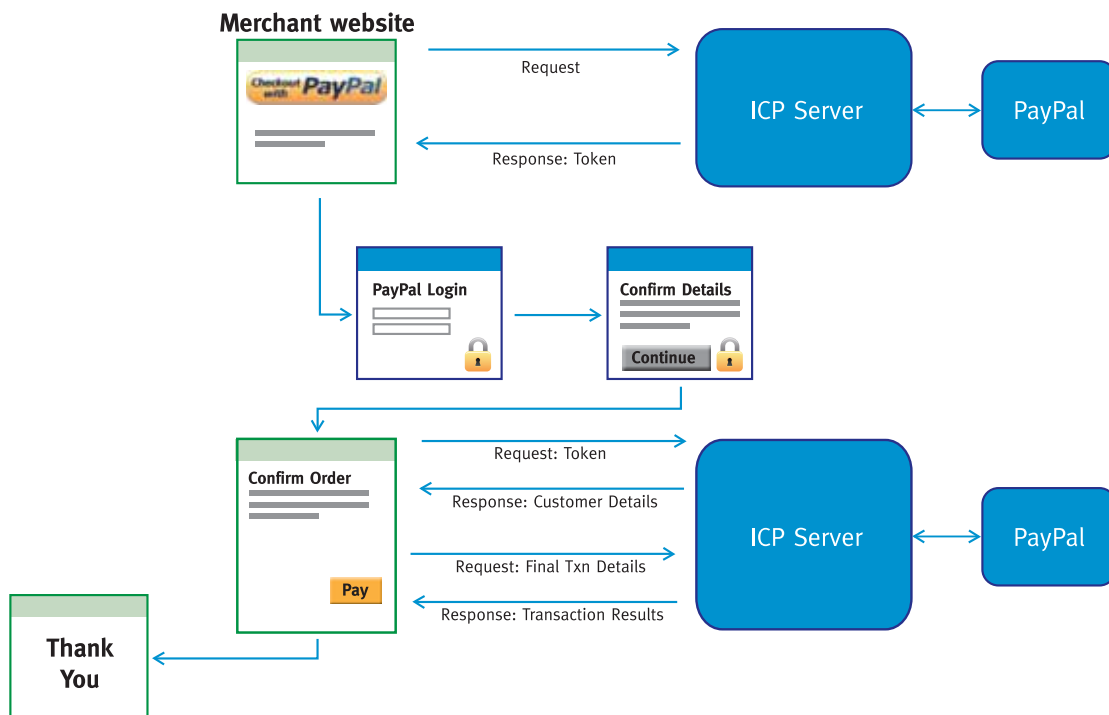 Merchant website
Checkout
with PayPal
Request
Response: Token
ICP Server
PayPal
PayPal Login
Confirm Details
Continue
Confirm Order
Pay
Request: Token
Response: Customer Details
Request: Final Txn Details
Response: Transaction Results
ICP Server
PayPal
Thank
You